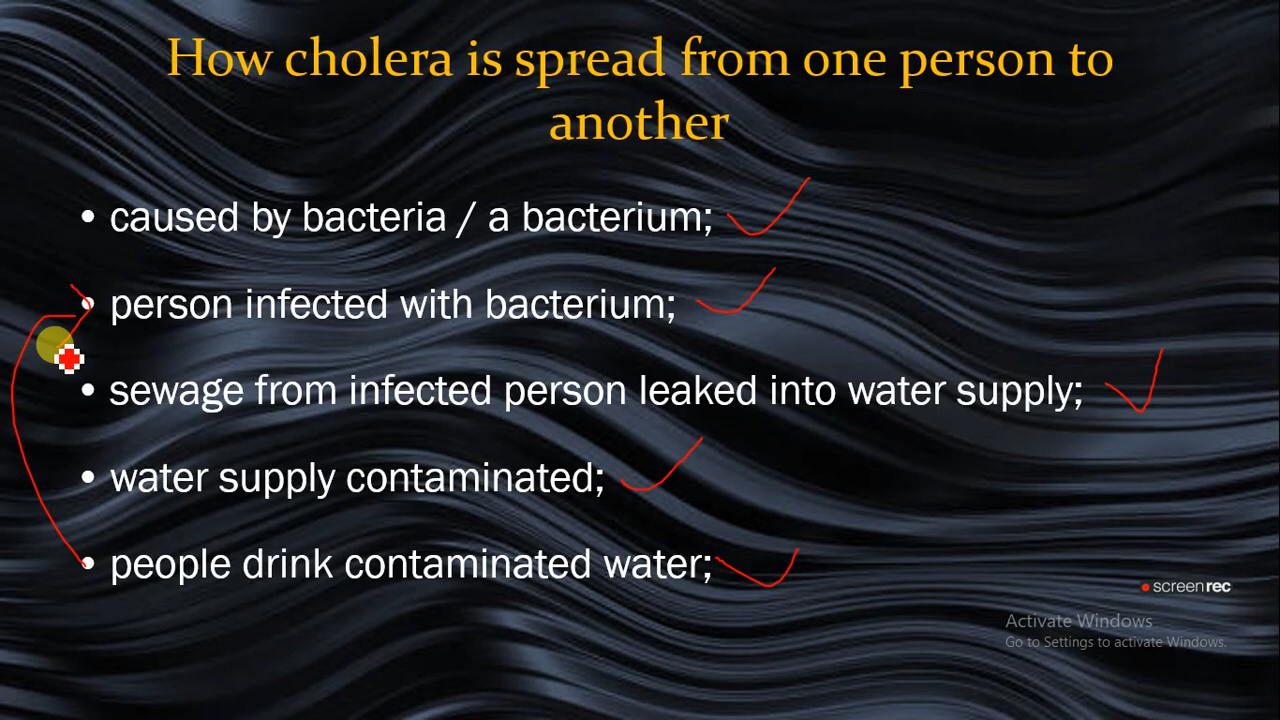 How cholera is spread from one person to
another
• caused by bacteria / a bacterium;
• person infected with bacterium;
• sewage from infected person leaked into water supply;
• water supply contaminated;
• people drink contaminated water;
screenrec
Activate Windows
Go to Settings to activate Windows.